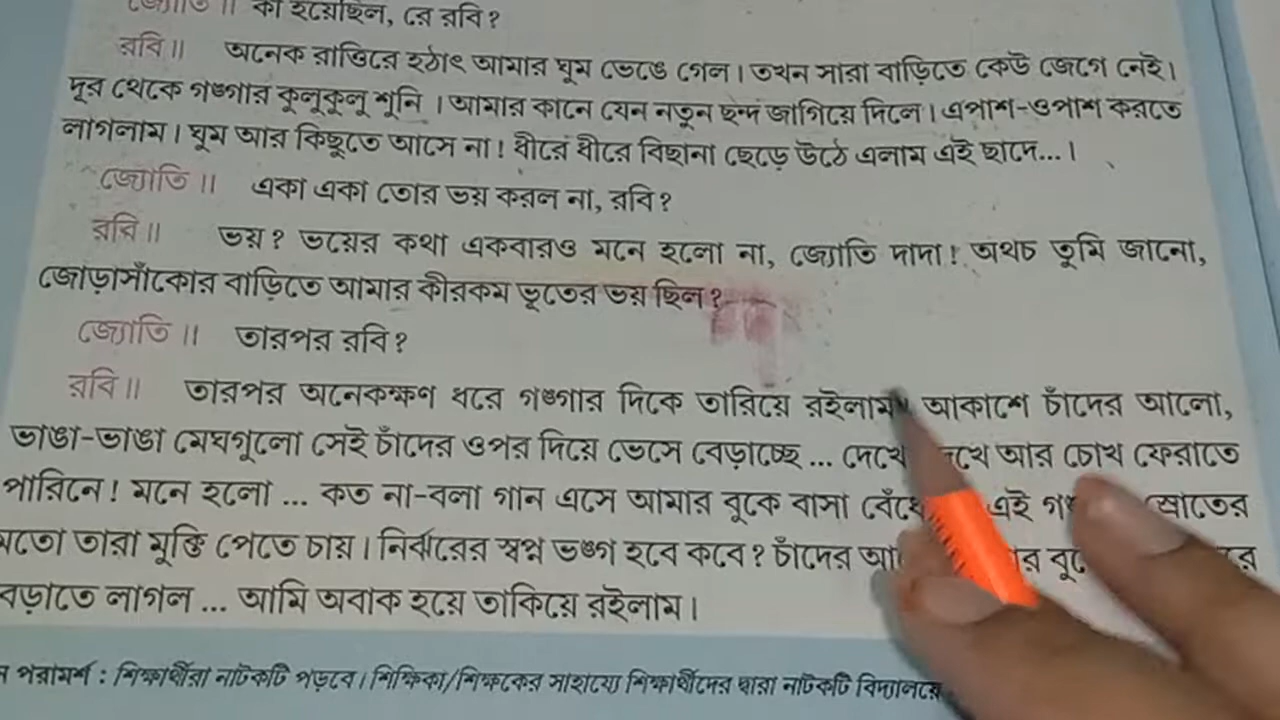 জ্যোতি ॥ কী হয়েছিল, রে রবি?
রবি ॥ অনেক রাত্তিরে হঠাৎ আমার ঘুম ভেঙে গেল। তখন সারা বাড়িতে কেউ জেগে নেই।
দূর থেকে গঙ্গার কুলুকুলু শুনি। আমার কানে যেন নতুন ছন্দ জাগিয়ে দিলে। এপাশ-ওপাশ করতে
লাগলাম। ঘুম আর কিছুতে আসে না! ধীরে ধীরে বিছানা ছেড়ে উঠে এলাম এই ছাদে...।
জ্যোতি ॥ একা একা তোর ভয় করল না, রবি?
রবি ॥ ভয়? ভয়ের কথা একবারও মনে হলো না, জ্যোতি দাদা! অথচ তুমি জানো,
জোড়াসাঁকোর বাড়িতে আমার কীরকম ভূতের ভয় ছিল?
জ্যোতি ॥ তারপর রবি?
রবি ॥ তারপর অনেকক্ষণ ধরে গঙ্গার দিকে তারিয়ে রইলাম আকাশে চাঁদের আলো,
ভাঙা-ভাঙা মেঘগুলো সেই চাঁদের ওপর দিয়ে ভেসে বেড়াচ্ছে ... দেখে আর চোখ ফেরাতে
পারিনে! মনে হলো ... কত না-বলা গান এসে আমার বুকে বাসা এই স্রোতের
মতো তারা মুক্তি পেতে চায়। নির্ঝরের স্বপ্ন ভঙ্গ হবে কবে? চাঁদের
বড়াতে লাগল ... আমি অবাক হয়ে তাকিয়ে রইলাম।
পরামর্শ : শিক্ষার্থীরা নাটকটি পড়বে। শিক্ষিকা/শিক্ষকের সাহায্যে শিক্ষার্থীদের দ্বারা নাটকটি বিদ্যালয়ে